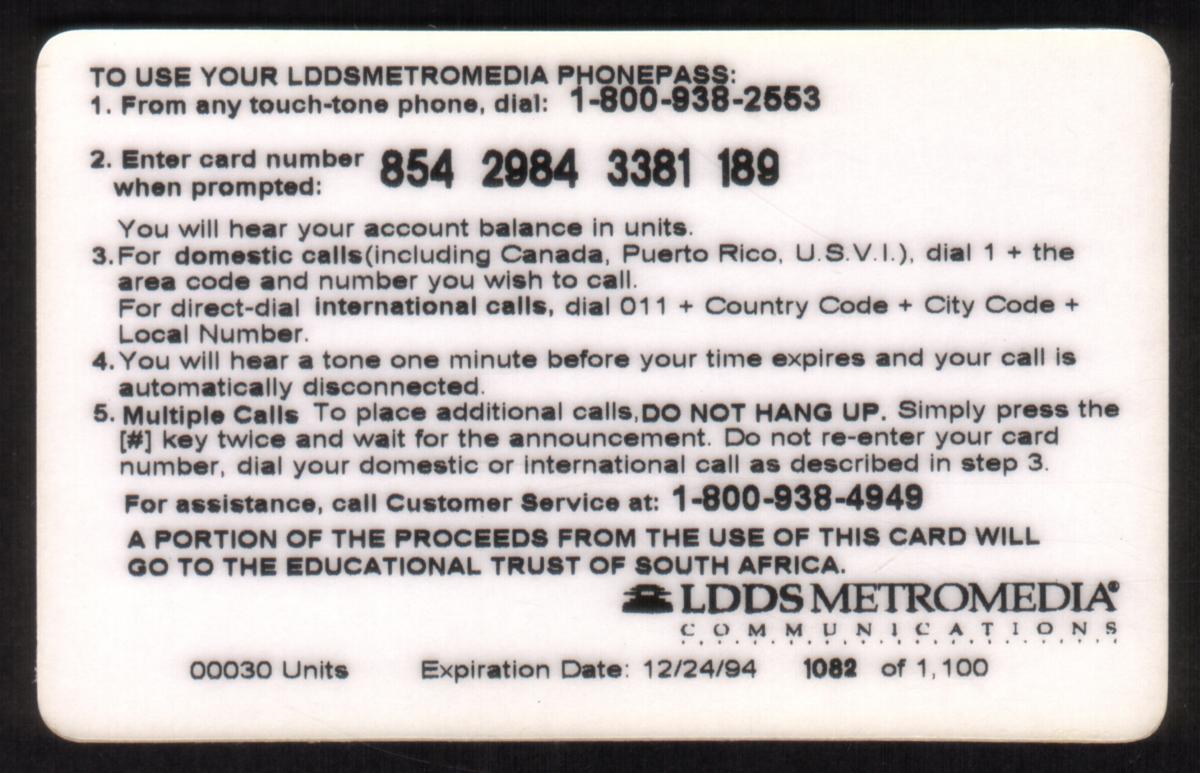 TO USE YOUR LDDSMETROMEDIA PHONEPASS:
1. From any touch-tone phone, dial: 1-800-938-2553
2. Enter card number 854 2984 3381 189
when prompted:
You will hear your account balance in units.
3. For domestic calls(including Canada, Puerto Rico, U.S.V.I.), dial 1 + the
area code and number you wish to call.
For direct-dial international calls, dial 011 + Country Code + City Code +
Local Number.
4. You will hear a tone one minute before your time expires and your call is
automatically disconnected.
5. Multiple Calls To place additional calls,DO NOT HANG UP. Simply press the
[#] key twice and wait for the announcement. Do not re-enter your card
number, dial your domestic or international call as described in step 3.
For assistance, call Customer Service at: 1-800-938-4949
A PORTION OF THE PROCEEDS FROM THE USE OF THIS CARD WILL
GO TO THE EDUCATIONAL TRUST OF SOUTH AFRICA.
LDDS METROMEDIA®
COMMUNICATIONS
00030 Units Expiration Date: 12/24/94 1082 of 1,100